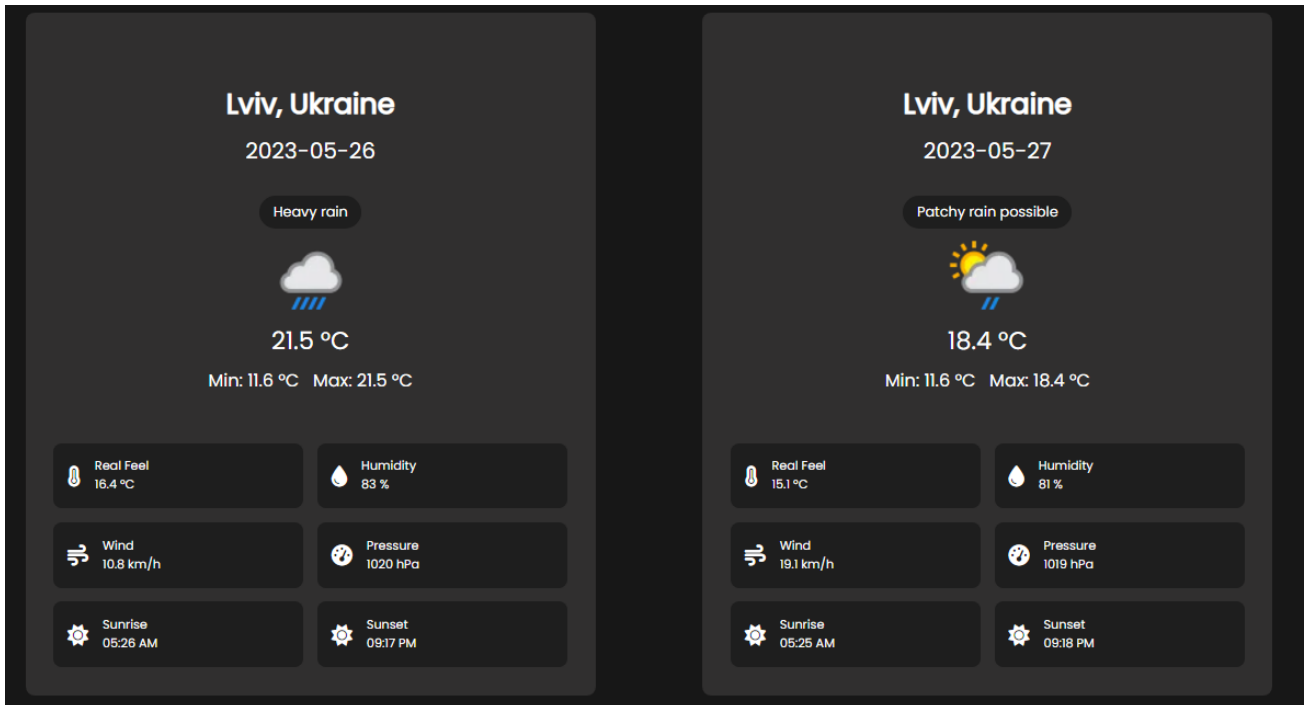 Lviv, Ukraine
2023-05-26
Heavy rain
21.5 °C
Min: 11.6 °C Max: 21.5 °C
Real Feel
16.4 °C
Humidity
83 %
Wind
10.8 km/h
Pressure
1020 hPa
Sunrise
05:26 AM
Sunset
09:17 PM
Lviv, Ukraine
2023-05-27
Patchy rain possible
18.4 °C
Min: 11.6 °C Max: 18.4 °C
Real Feel
15.1 °C
Humidity
81 %
Wind
19.1 km/h
Pressure
1019 hPa
Sunrise
05:25 AM
Sunset
09:18 PM